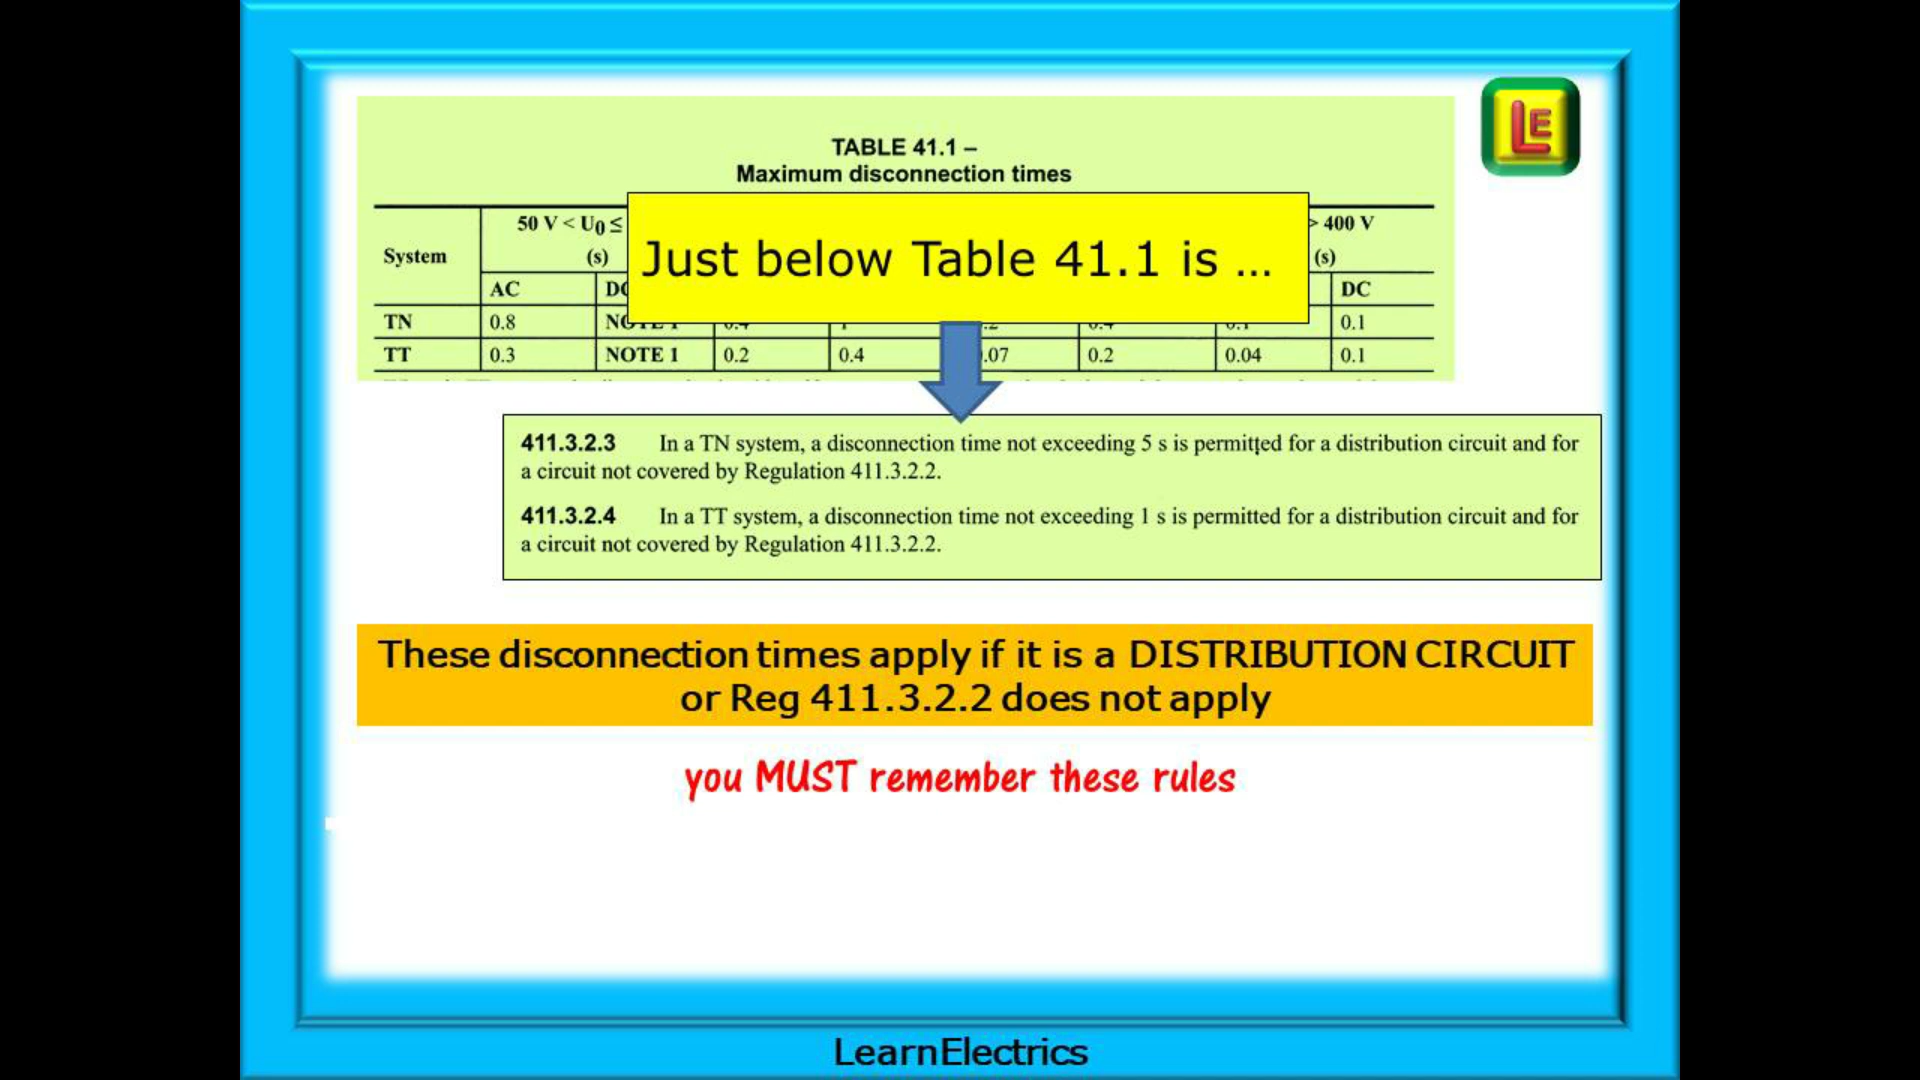 LE
TABLE 41.1 –
Maximum disconnection times
50 V < U0 ≤ > 400 V
System (s) (s)
Just below Table 41.1 is ...
AC DC
TN 0.8 NOTE 1 0.1
TT 0.3 NOTE 1 0.2 0.4 .07 0.2 0.04 0.1
411.3.2.3 In a TN system, a disconnection time not exceeding 5 s is permitted for a distribution circuit and for
a circuit not covered by Regulation 411.3.2.2.
411.3.2.4 In a TT system, a disconnection time not exceeding 1 s is permitted for a distribution circuit and for
a circuit not covered by Regulation 411.3.2.2.
These disconnection times apply if it is a DISTRIBUTION CIRCUIT
or Reg 411.3.2.2 does not apply
you MUST remember these rules
LearnElectrics